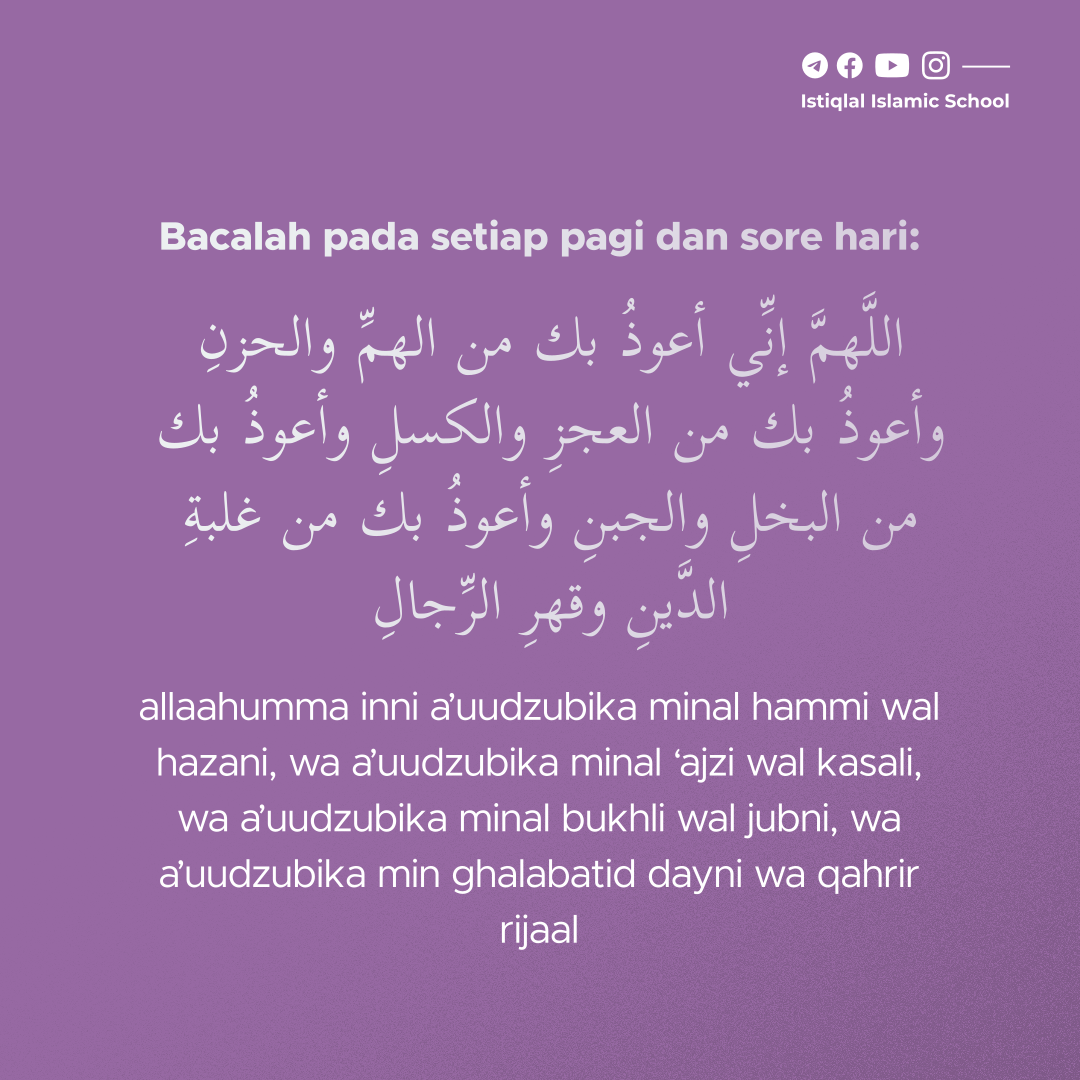 Istiqlal Islamic School
Bacalah pada setiap pagi dan sore hari:
اللَّهمَّ إنِّي أعوذُ بك من الهمِّ والحزنِ
وأعوذُ بك من العجزِ والكسلِ وأعوذُ بك
من البخلِ والجبنِ وأعوذُ بك من غلبةِ
الدَّينِ وقهرِ الرِّجالِ
allaahumma inni a’uudzubika minal hammi wal
hazani, wa a’uudzubika minal ‘ajzi wal kasali,
wa a’uudzubika minal bukhli wal jubni, wa
a’uudzubika min ghalabatid dayni wa qahrir
rijaal